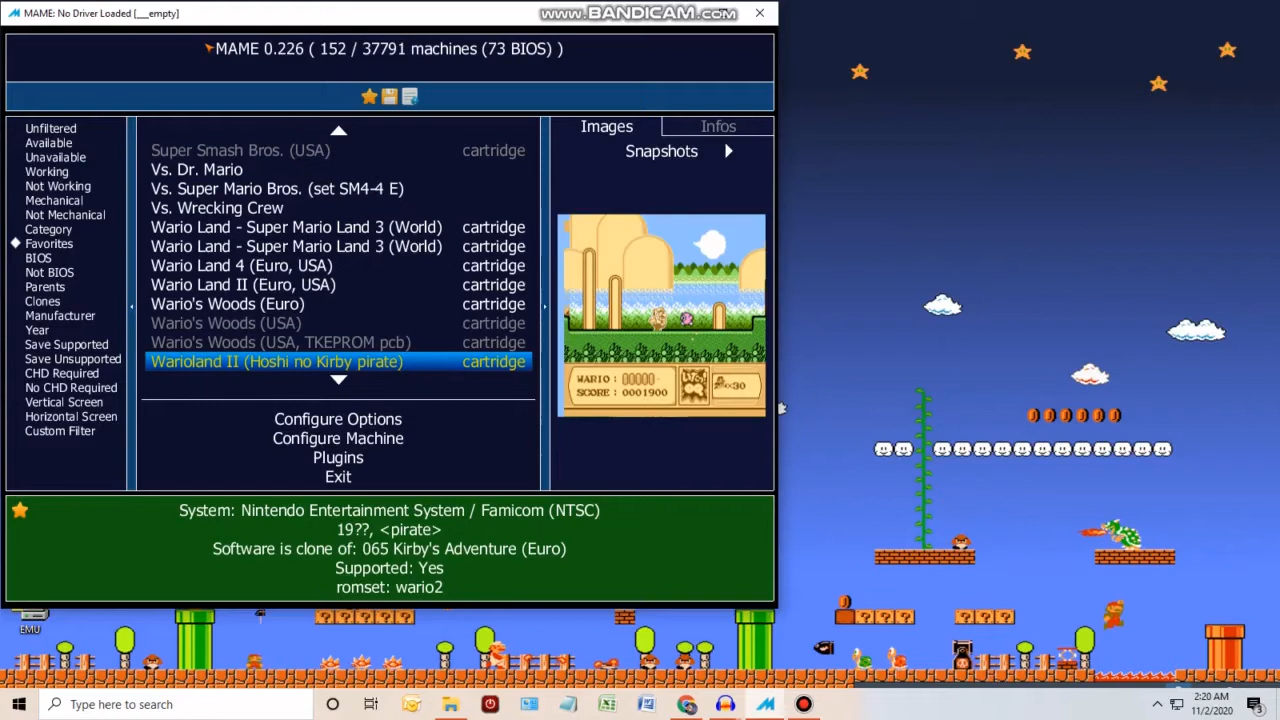 MAME: No Driver Loaded [___empty]
www.BANDICAM.com
MAME 0.226 ( 152 / 37791 machines (73 BIOS) )
Unfiltered
Available
Unavailable
Working
Not Working
Mechanical
Not Mechanical
Category
Favorites
BIOS
Not BIOS
Parents
Clones
Manufacturer
Year
Save Supported
Save Unsupported
CHD Required
No CHD Required
Vertical Screen
Horizontal Screen
Custom Filter
Super Smash Bros. (USA) cartridge
Vs. Dr. Mario
Vs. Super Mario Bros. (set SM4-4 E)
Vs. Wrecking Crew
Wario Land - Super Mario Land 3 (World) cartridge
Wario Land - Super Mario Land 3 (World) cartridge
Wario Land 4 (Euro, USA) cartridge
Wario Land II (Euro, USA) cartridge
Wario's Woods (Euro) cartridge
Wario's Woods (USA) cartridge
Wario's Woods (USA, TKEPROM pcb) cartridge
Warioland II (Hoshi no Kirby pirate) cartridge
Configure Options
Configure Machine
Plugins
Exit
Images
Infos
Snapshots
WARIO: 00000
SCORE: 0001900
30
System: Nintendo Entertainment System / Famicom (NTSC)
19??, <pirate>
Software is clone of: 065 Kirby's Adventure (Euro)
Supported: Yes
romset: wario2
EMU
Type here to search
2:20 AM
11/2/2020
3